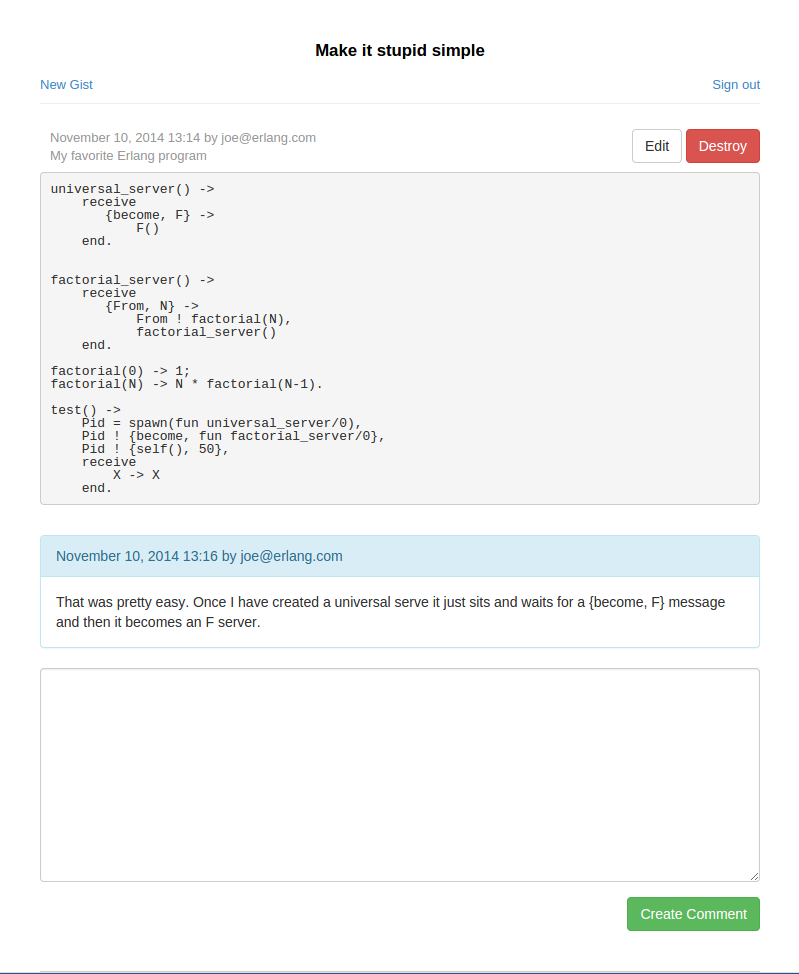 Make it stupid simple
New Gist
Sign out
November 10, 2014 13:14 by joe@erlang.com
My favorite Erlang program
Edit
Destroy
universal_server() ->
    receive
       {become, F} ->
           F()
    end.
factorial_server() ->
    receive
       {From, N} ->
           From ! factorial(N),
           factorial_server()
    end.
factorial(0) -> 1;
factorial(N) -> N * factorial(N-1).
test() ->
    Pid = spawn(fun universal_server/0),
    Pid ! {become, fun factorial_server/0},
    Pid ! {self(), 50},
    receive
        X -> X
    end.
November 10, 2014 13:16 by joe@erlang.com
That was pretty easy. Once I have created a universal serve it just sits and waits for a {become, F} message
and then it becomes an F server.
Create Comment